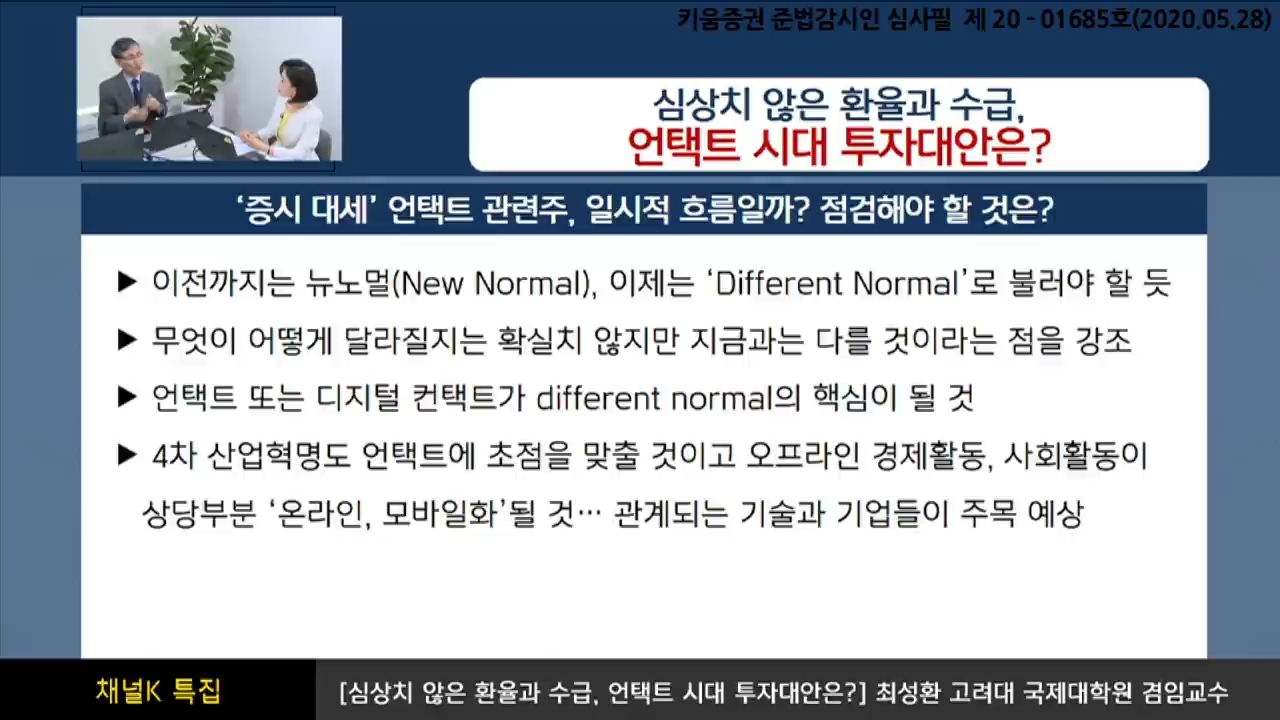 키움증권 준법감시인 심사필 제 20 - 01685호(2020.05.28)
심상치 않은 환율과 수급,
언택트 시대 투자대안은?
‘증시 대세’ 언택트 관련주, 일시적 흐름일까? 점검해야 할 것은?
▶ 이전까지는 뉴노멀(New Normal), 이제는 ‘Different Normal’로 불러야 할 듯
▶ 무엇이 어떻게 달라질지는 확실치 않지만 지금과는 다를 것이라는 점을 강조
▶ 언택트 또는 디지털 컨택트가 different normal의 핵심이 될 것
▶ 4차 산업혁명도 언택트에 초점을 맞출 것이고 오프라인 경제활동, 사회활동이
상당부분 ‘온라인, 모바일화’될 것⋯ 관계되는 기술과 기업들이 주목 예상
채널K 특집
[심상치 않은 환율과 수급, 언택트 시대 투자대안은?] 최성환 고려대 국제대학원 겸임교수